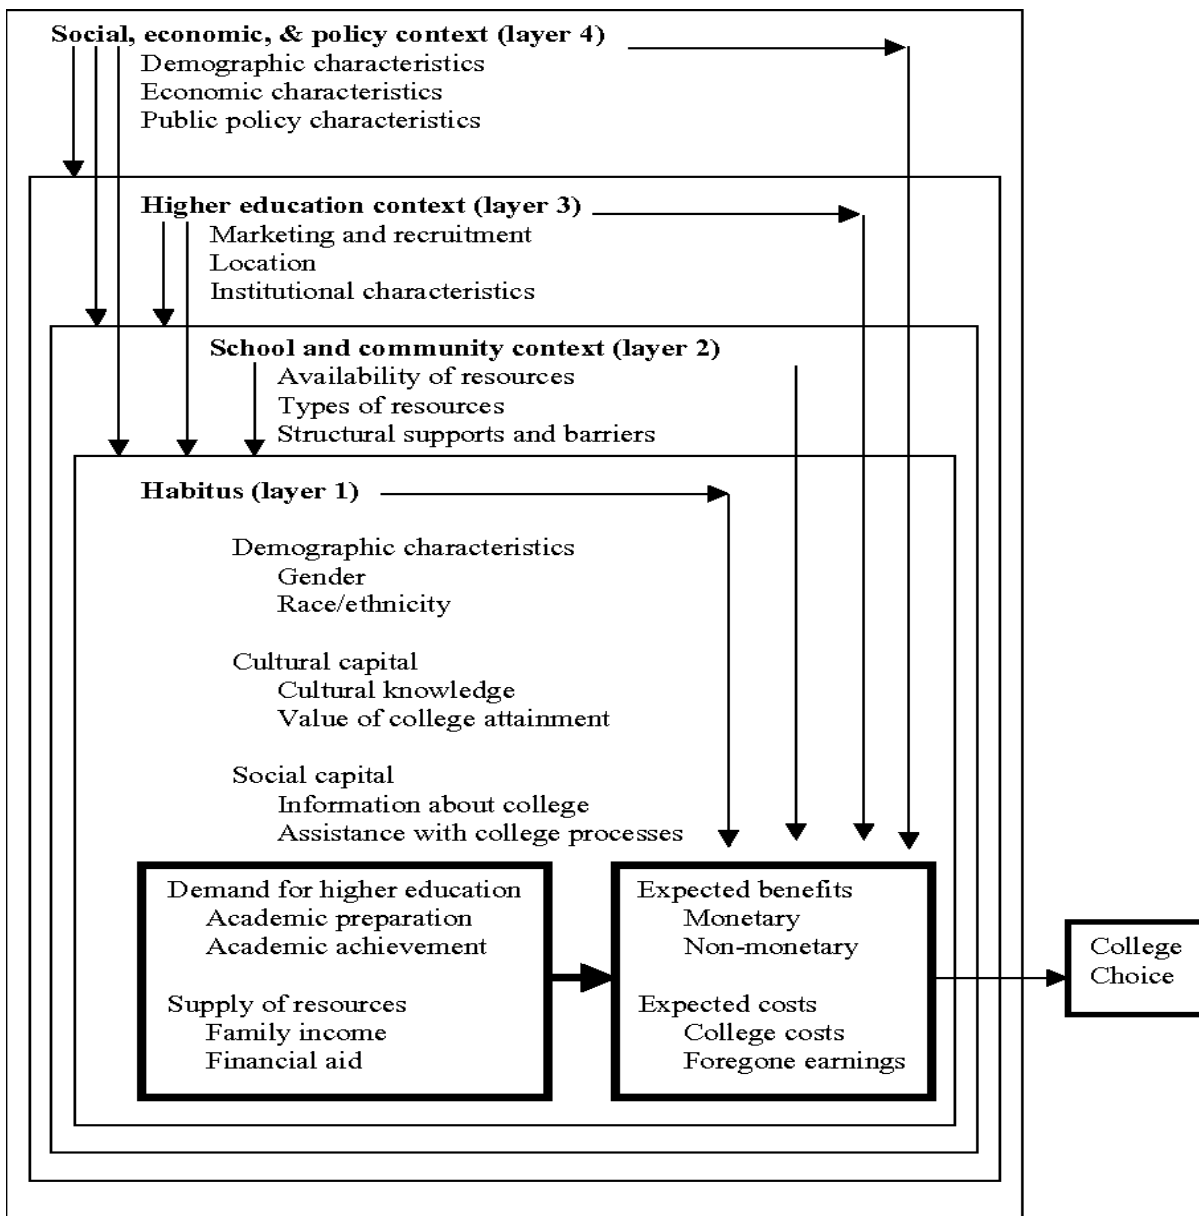 Social, economic, & policy context (layer 4)
Demographic characteristics
Economic characteristics
Public policy characteristics
Higher education context (layer 3)
Marketing and recruitment
Location
Institutional characteristics
School and community context (layer 2)
Availability of resources
Types of resources
Structural supports and barriers
Habitus (layer 1)
Demographic characteristics
Gender
Race/ethnicity
Cultural capital
Cultural knowledge
Value of college attainment
Social capital
Information about college
Assistance with college processes
Demand for higher education
Academic preparation
Academic achievement
Supply of resources
Family income
Financial aid
Expected benefits
Monetary
Non-monetary
Expected costs
College costs
Foregone earnings
College
Choice